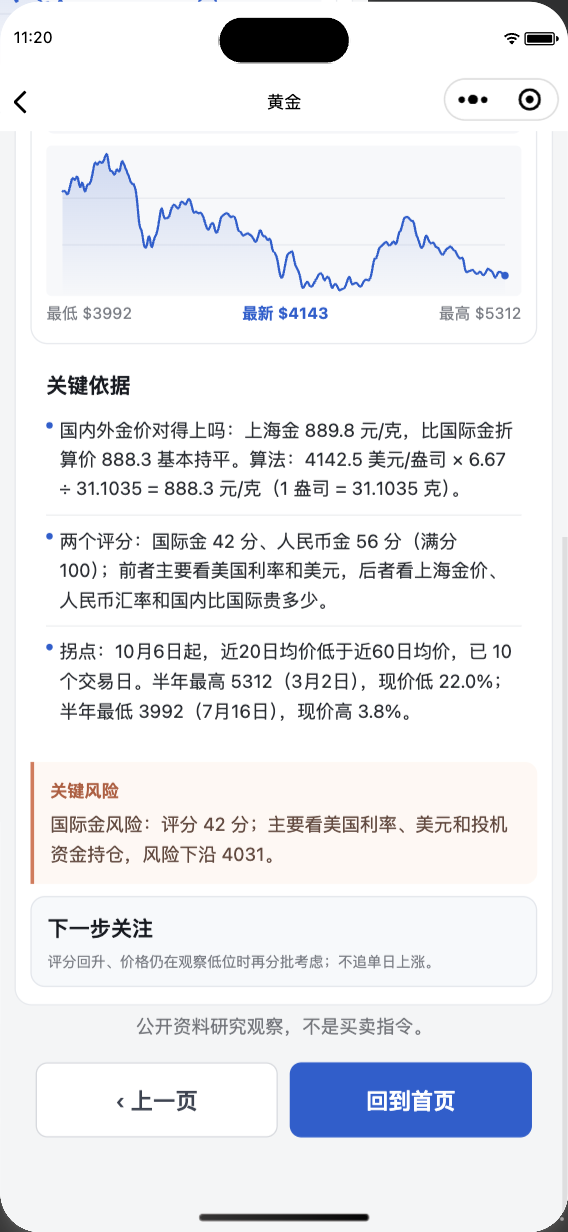 11:20
黄金
最低 $3992
最新 $4143
最高 $5312
关键依据
国内外金价对得上吗：上海金 889.8 元/克，比国际金折
算价 888.3 基本持平。算法：4142.5 美元/盎司 × 6.67
÷ 31.1035 = 888.3 元/克（1 盎司 = 31.1035 克）。
两个评分：国际金 42 分、人民币金 56 分（满分
100）；前者主要看美国利率和美元，后者看上海金价、
人民币汇率和国内比国际贵多少。
拐点：10月6日起，近20日均价低于近60日均价，已 10
个交易日。半年最高 5312（3月2日），现价低 22.0%；
半年最低 3992（7月16日），现价高 3.8%。
关键风险
国际金风险：评分 42 分；主要看美国利率、美元和投机
资金持仓，风险下沿 4031。
下一步关注
评分回升、价格仍在观察低位时再分批考虑；不追单日上涨。
公开资料研究观察，不是买卖指令。
‹ 上一页
回到首页